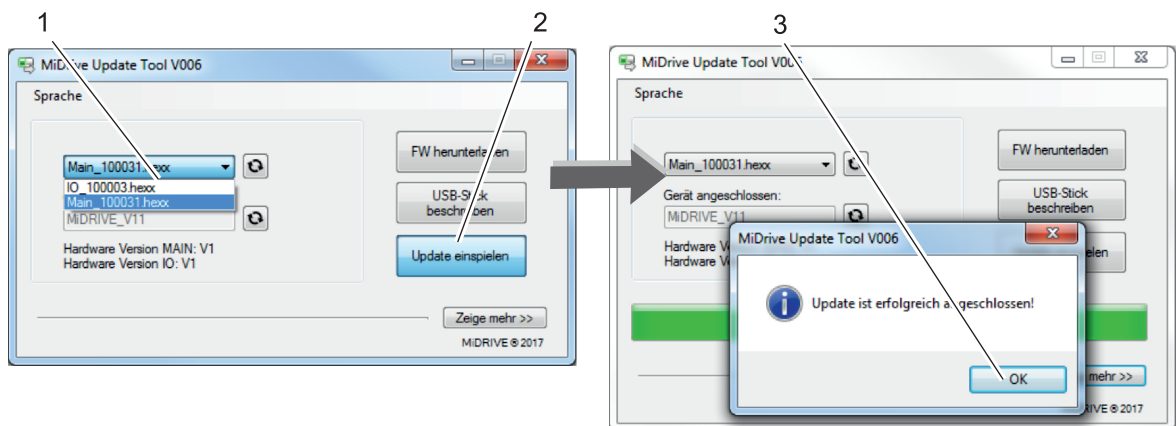 1
2
MiDrive Update Tool V006
Sprache
Main_100031.hexx
IO_100003.hexx
Main_100031.hexx
MiDRIVE_V11
Hardware Version MAIN: V1
Hardware Version IO: V1
FW herunterladen
USB-Stick
beschreiben
Update einspielen
Zeige mehr >>
MiDRIVE © 2017
3
MiDrive Update Tool V006
Sprache
Main_100031.hexx
Gerät angeschlossen:
MiDRIVE_V11
Hardware
Hardware
FW herunterladen
USB-Stick
beschreiben
MiDrive Update Tool V006
Update ist erfolgreich
OK
mehr >>
2017